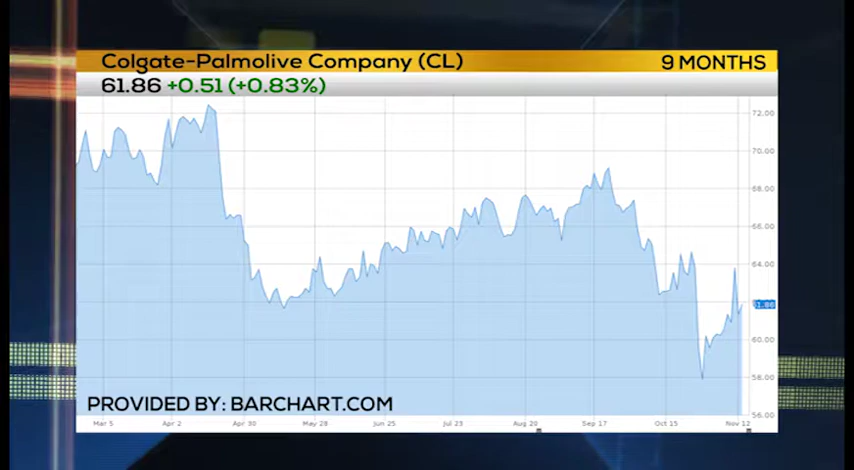 Colgate-Palmolive Company (CL) 9 MONTHS
61.86 +0.51 (+0.83%)
72.00
70.00
68.00
66.00
64.00
61.86
60.00
58.00
56.00
PROVIDED BY: BARCHART.COM
Mar 5 Apr 2 Apr 30 May 28 Jun 25 Jul 23 Aug 20 Sep 17 Oct 15 Nov 12